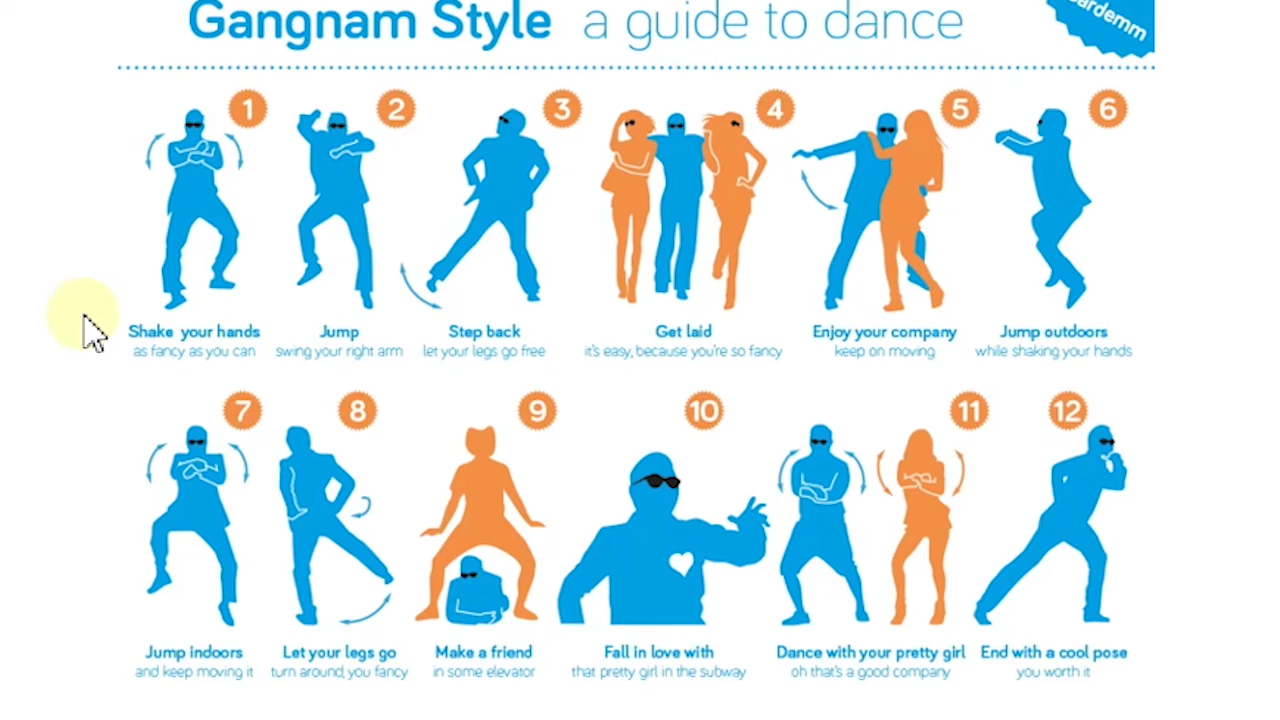 Gangnam Style a guide to dance
1
2
3
4
5
6
Shake your hands
as fancy as you can
Jump
swing your right arm
Step back
let your legs go free
Get laid
it's easy, because you're so fancy
Enjoy your company
keep on moving
Jump outdoors
while shaking your hands
7
8
9
10
11
12
Jump indoors
and keep moving it
Let your legs go
turn around, you fancy
Make a friend
in some elevator
Fall in love with
that pretty girl in the subway
Dance with your pretty girl
oh that's a good company
End with a cool pose
you worth it